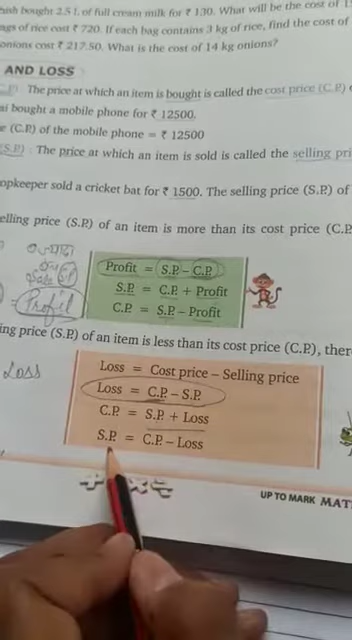 bought 2.5 L of full cream milk for ₹ 130. What will be the cost of
ags of rice cost ₹ 720. If each bag contains 3 kg of rice, find the cost of
onions cost ₹ 217.50. What is the cost of 14 kg onions?
AND LOSS
The price at which an item is bought is called the cost price (C.P.)
ai bought a mobile phone for ₹ 12500.
e (C.P.) of the mobile phone = ₹ 12500
S.P.) : The price at which an item is sold is called the selling pri
opkeeper sold a cricket bat for ₹ 1500. The selling price (S.P.) of
elling price (S.P.) of an item is more than its cost price (C.P.
Profit = S.P. – C.P.
S.P. = C.P. + Profit
C.P. = S.P. – Profit
Profit
ing price (S.P.) of an item is less than its cost price (C.P.), ther
Loss
Loss = Cost price – Selling price
Loss = C.P. – S.P.
C.P. = S.P. + Loss
S.P. = C.P. – Loss
UP TO MARK MAT